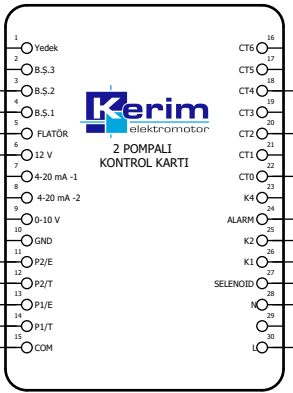 1
Yedek
2
B.Ş.3
3
B.Ş.2
4
B.Ş.1
5
FLATÖR
6
12 V
7
4-20 mA -1
8
4-20 mA -2
9
0-10 V
10
GND
11
P2/E
12
P2/T
13
P1/E
14
P1/T
15
COM
Kerim
elektromotor
2 POMPALI
KONTROL KARTI
16
CT6
17
CT5
18
CT4
19
CT3
20
CT2
21
CT1
22
CT0
23
K4
24
ALARM
25
K2
26
K1
27
SELENOID
28
N
29
30
L